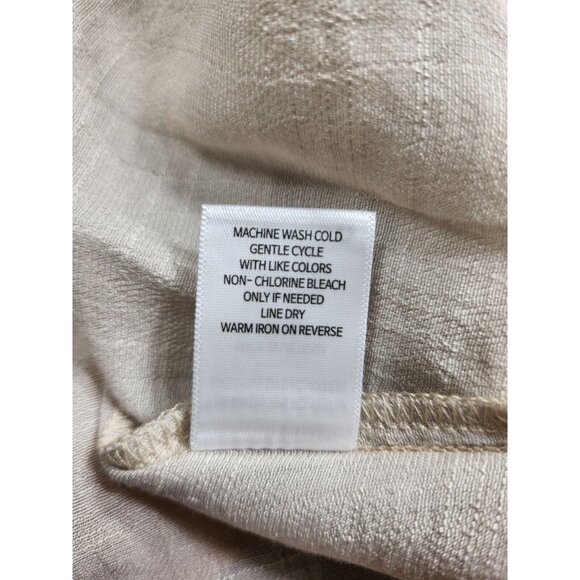 MACHINE WASH COLD
GENTLE CYCLE
WITH LIKE COLORS
NON- CHLORINE BLEACH
ONLY IF NEEDED
LINE DRY
WARM IRON ON REVERSE